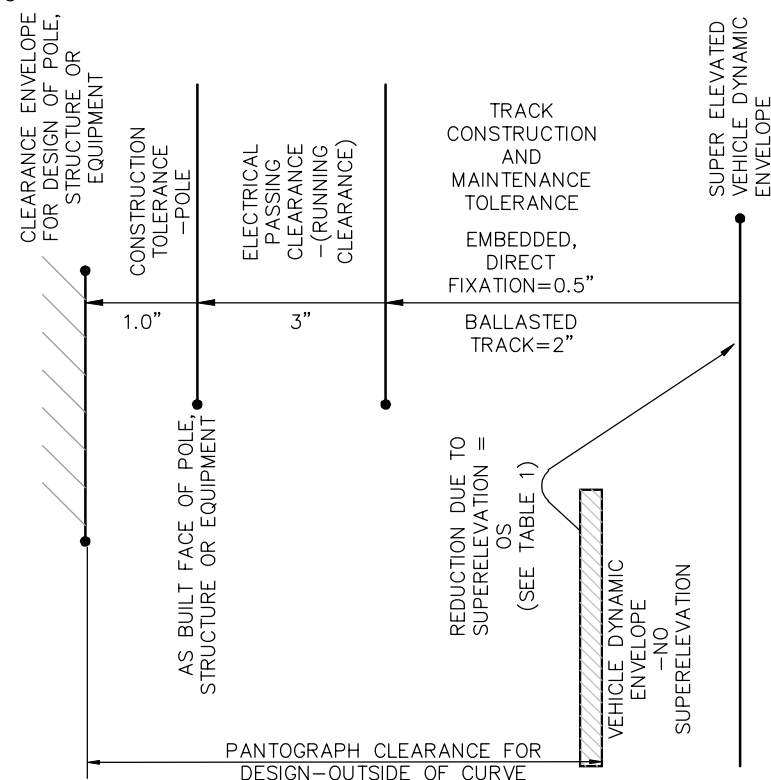 CLEARANCE ENVELOPE
FOR DESIGN OF POLE,
STRUCTURE OR
EQUIPMENT
CONSTRUCTION
TOLERANCE
-POLE
ELECTRICAL
PASSING
CLEARANCE
-(RUNNING
CLEARANCE)
TRACK
CONSTRUCTION
AND
MAINTENANCE
TOLERANCE
EMBEDDED,
DIRECT
FIXATION=0.5"
SUPER ELEVATED
VEHICLE DYNAMIC
ENVELOPE
1.0"
3"
BALLASTED
TRACK=2"
AS BUILT FACE OF POLE,
STRUCTURE OR EQUIPMENT
REDUCTION DUE TO
SUPERELEVATION =
OS
(SEE TABLE 1)
VEHICLE DYNAMIC
ENVELOPE
-NO
SUPERELEVATION
PANTOGRAPH CLEARANCE FOR
DESIGN-OUTSIDE OF CURVE